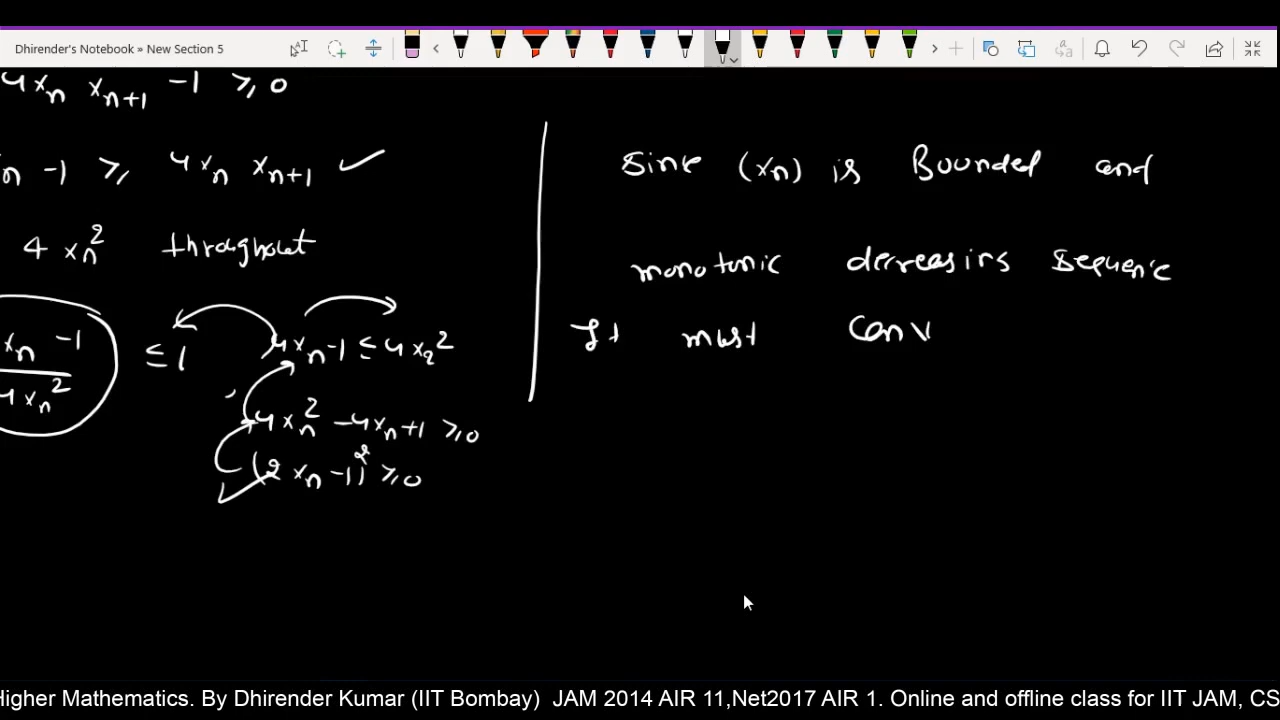 Dhirender's Notebook » New Section 5
4xn xn+1 -1 ≥ 0
xn -1 ≥ 4xn xn+1 ✓
4xn² throughout
xn -1 / 4xn² ≤ 1
4xn -1 ≤ 4xn²
4xn² -4xn +1 ≥ 0
(2xn -1)² ≥ 0
Since (xn) is Bounded and
monotonic decreasing sequence
It must Conv
Higher Mathematics. By Dhirender Kumar (IIT Bombay) JAM 2014 AIR 11,Net2017 AIR 1. Online and offline class for IIT JAM, CS